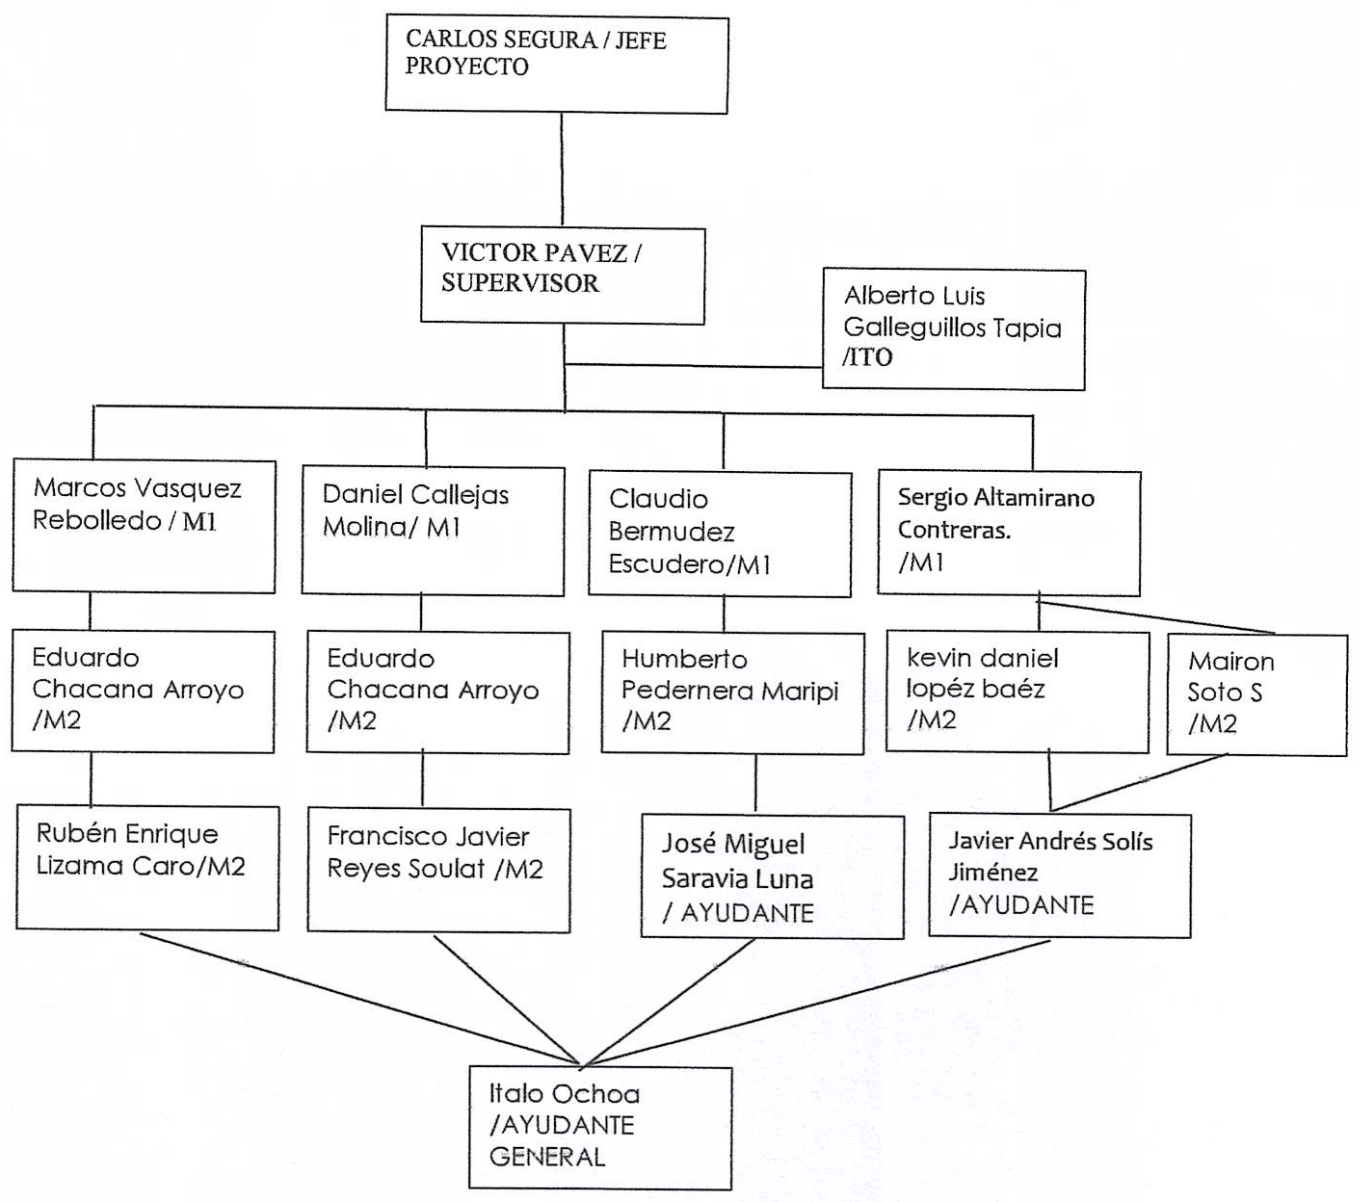 CARLOS SEGURA / JEFE
PROYECTO
VICTOR PAVEZ /
SUPERVISOR
Alberto Luis
Galleguillos Tapia
/ITO
Marcos Vasquez
Rebolledo / M1
Daniel Callejas
Molina/ M1
Claudio
Bermudez
Escudero/M1
Sergio Altamirano
Contreras.
/M1
Eduardo
Chacana Arroyo
/M2
Eduardo
Chacana Arroyo
/M2
Humberto
Pedernera Maripi
/M2
kevin daniel
lopéz baéz
/M2
Mairon
Soto S
/M2
Rubén Enrique
Lizama Caro/M2
Francisco Javier
Reyes Soulat /M2
José Miguel
Saravia Luna
/ AYUDANTE
Javier Andrés Solís
Jiménez
/AYUDANTE
Italo Ochoa
/AYUDANTE
GENERAL